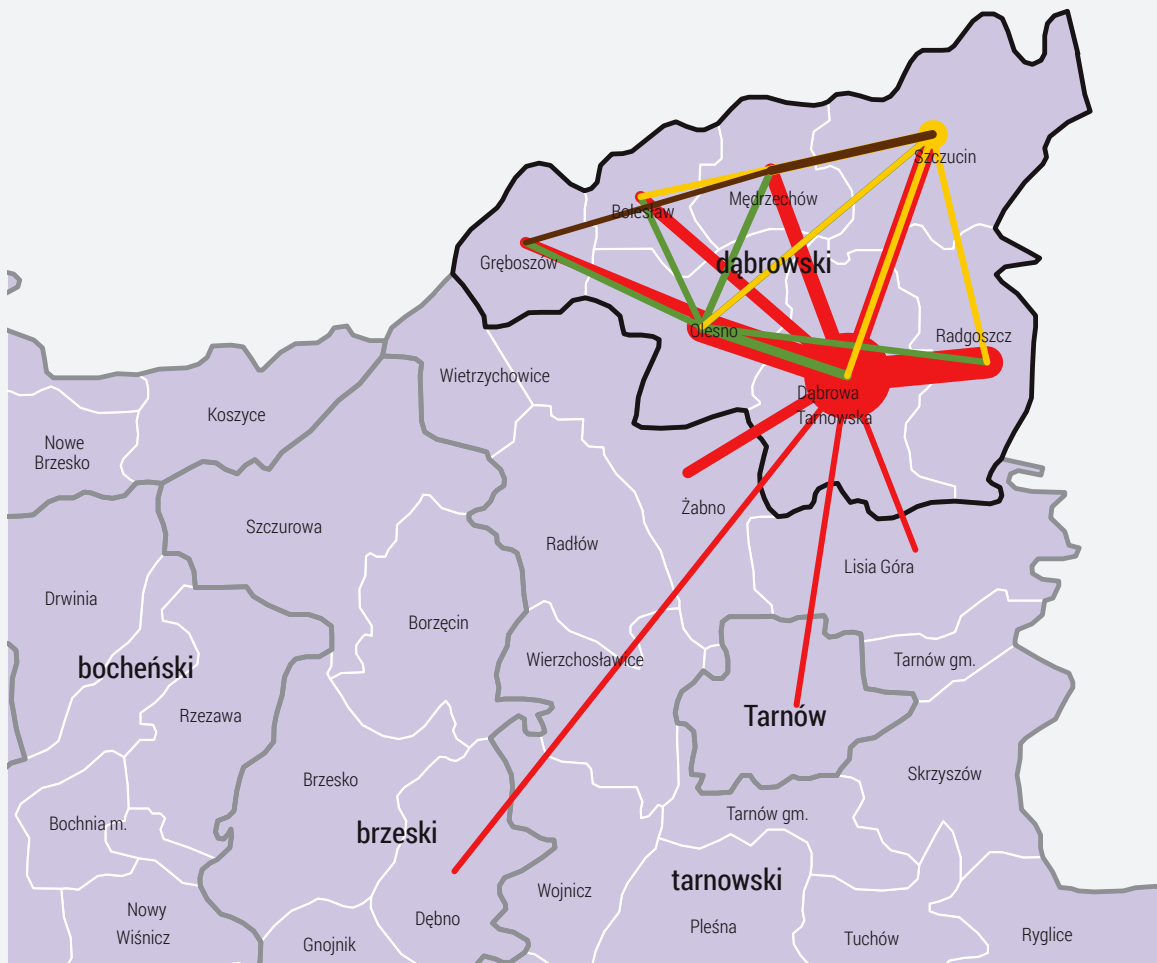 Szczucin
Mędrzechów
Bolesław
Gręboszów
dąbrowski
Olesno
Radgoszcz
Wietrzychowice
Dąbrowa
Tarnowska
Koszyce
Nowe
Brzesko
Żabno
Szczurowa
Radłów
Lisia Góra
Drwinia
Borzęcin
bocheński
Wierzchosławice
Tarnów gm.
Rzezawa
Tarnów
Brzesko
Skrzyszów
Bochnia m.
Tarnów gm.
brzeski
tarnowski
Wojnicz
Nowy
Wiśnicz
Dębno
Pleśna
Gnojnik
Tuchów
Ryglice